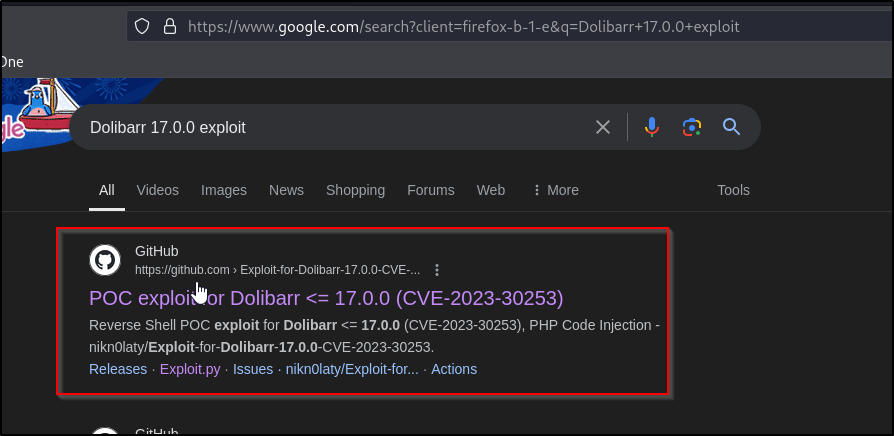 https://www.google.com/search?client=firefox-b-1-e&q=Dolibarr+17.0.0+exploit
One
gle
Dolibarr 17.0.0 exploit
All Videos Images News Shopping Forums Web More Tools
GitHub
https://github.com › Exploit-for-Dolibarr-17.0.0-CVE-...
POC exploit for Dolibarr <= 17.0.0 (CVE-2023-30253)
Reverse Shell POC exploit for Dolibarr <= 17.0.0 (CVE-2023-30253), PHP Code Injection -
nikn0laty/Exploit-for-Dolibarr-17.0.0-CVE-2023-30253.
Releases · Exploit.py · Issues · nikn0laty/Exploit-for... · Actions
GitHub